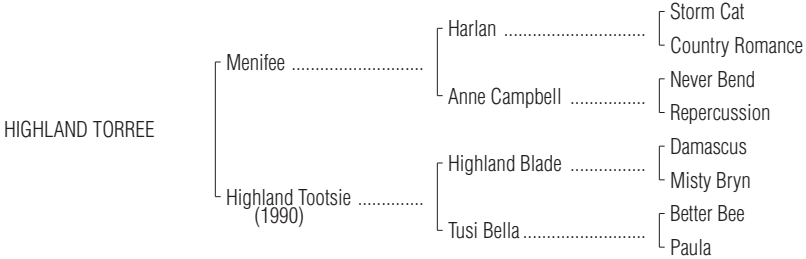 Storm Cat
Harlan ..............................
Country Romance
Menifee ............................
Never Bend
Anne Campbell ................
Repercussion
HIGHLAND TORREE
Damascus
Highland Blade ................
Misty Bryn
Highland Tootsie ..............
(1990)
Better Bee
Tusi Bella ..........................
Paula